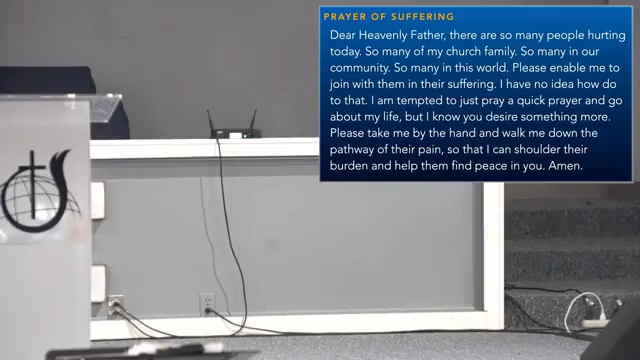 PRAYER OF SUFFERING
Dear Heavenly Father, there are so many people hurting
today. So many of my church family. So many in our
community. So many in this world. Please enable me to
join with them in their suffering. I have no idea how do
to that. I am tempted to just pray a quick prayer and go
about my life, but I know you desire something more.
Please take me by the hand and walk me down the
pathway of their pain, so that I can shoulder their
burden and help them find peace in you. Amen.